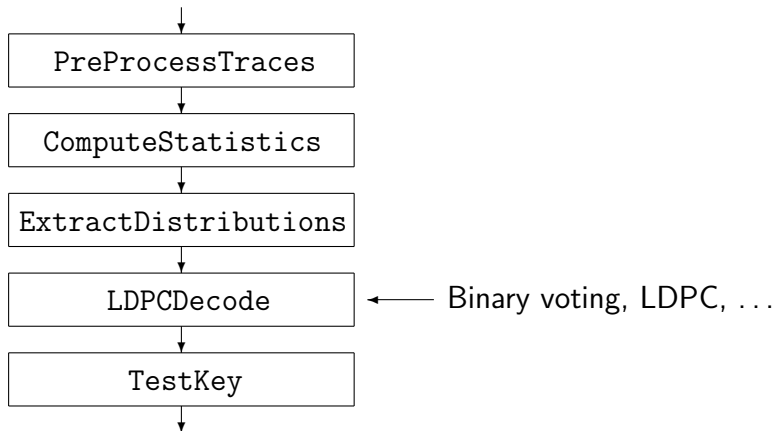 PreProcessTraces
ComputeStatistics
ExtractDistributions
LDPCDecode
Binary voting, LDPC, ...
TestKey